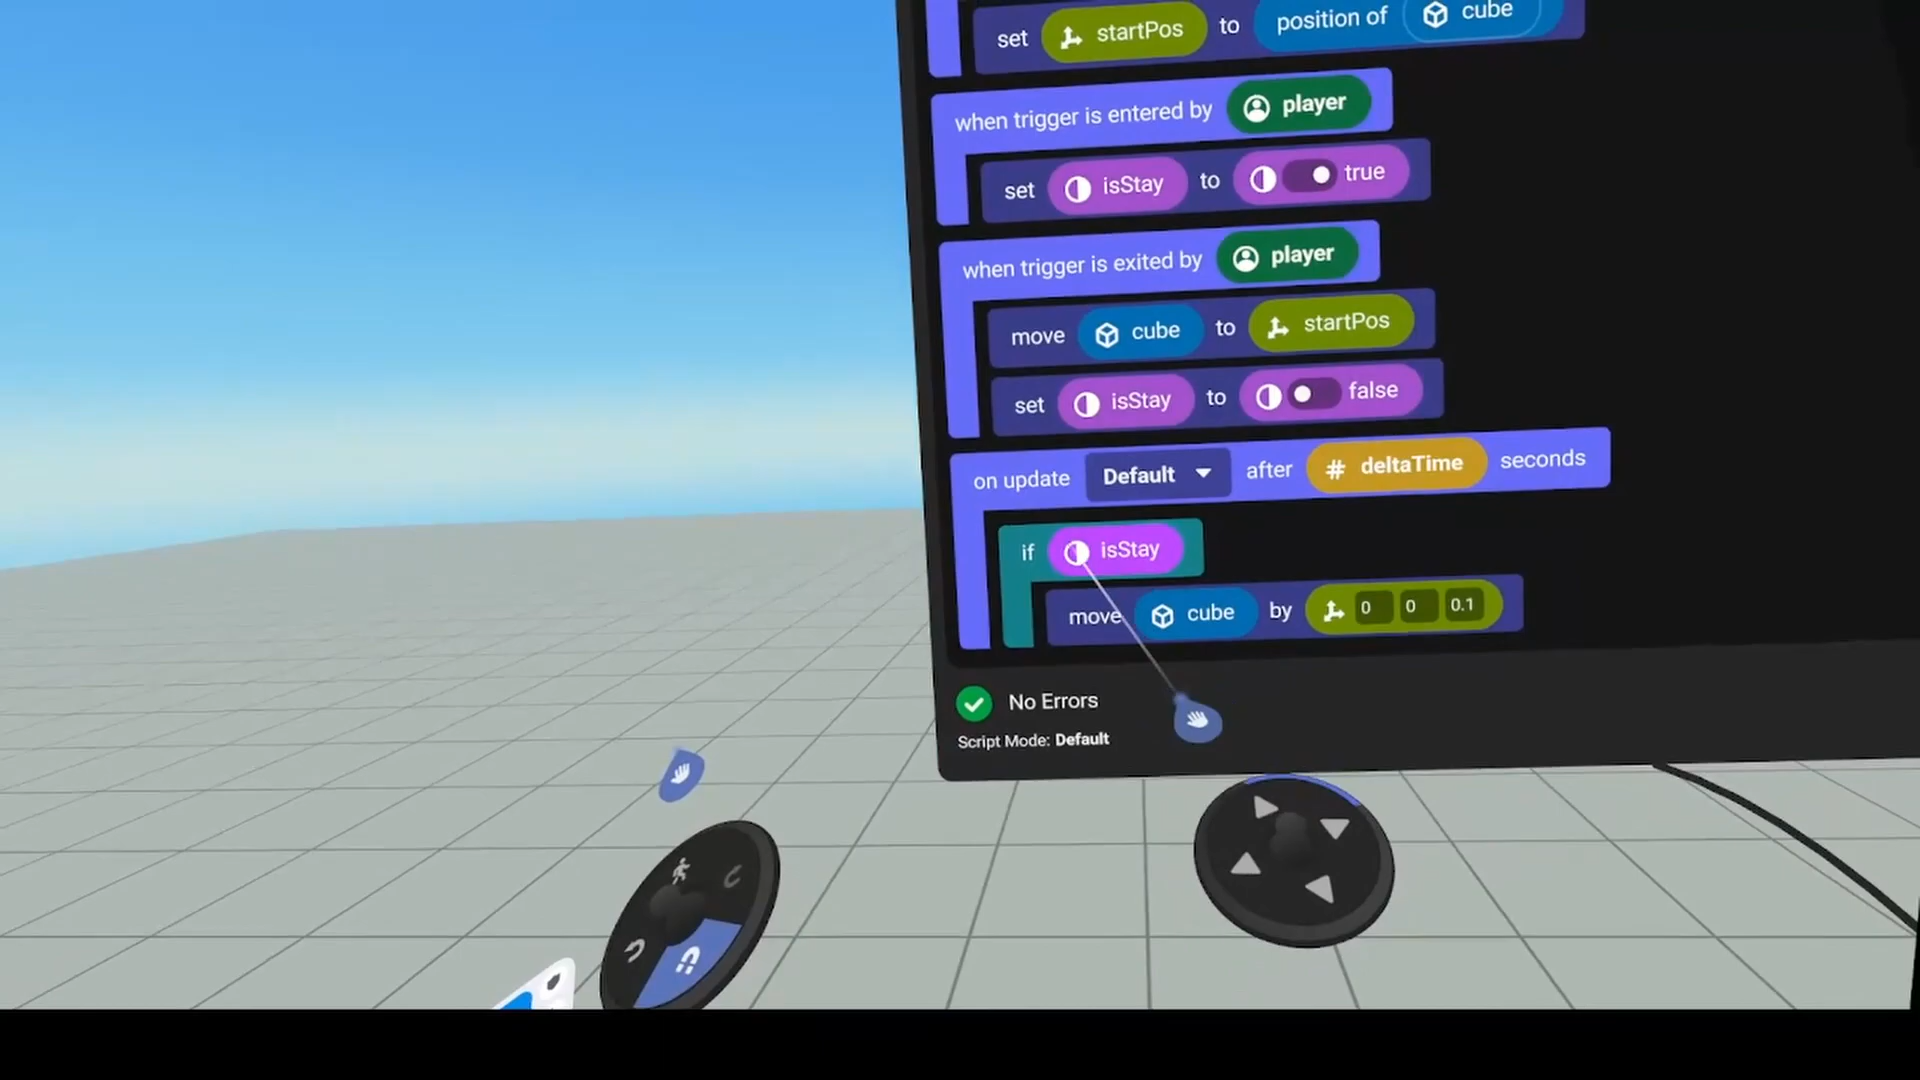 set startPos to position of cube
when trigger is entered by player
set isStay to true
when trigger is exited by player
move cube to startPos
set isStay to false
on update Default after # deltaTime seconds
if isStay
move cube by 0 0 0.1
No Errors
Script Mode: Default